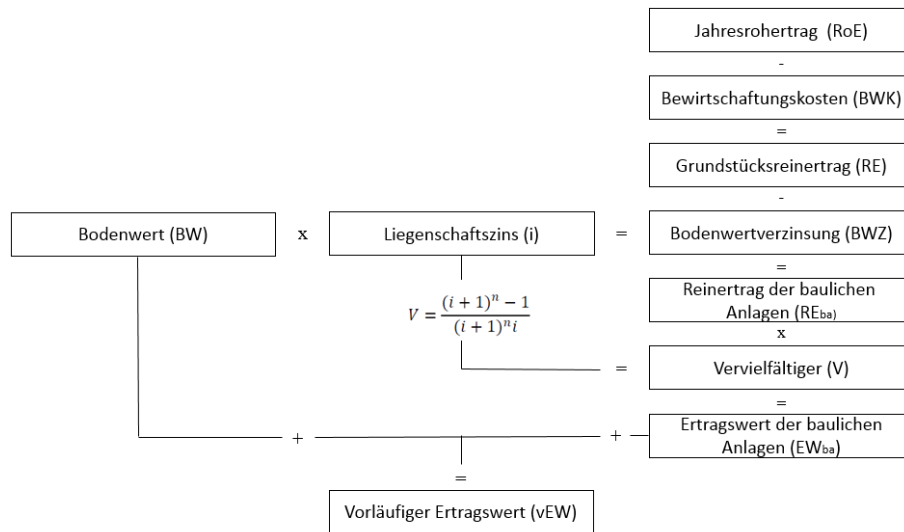 Jahresrohertrag (RoE)
-
Bewirtschaftungskosten (BWK)
=
Grundstücksreinertrag (RE)
-
Bodenwert (BW) x Liegenschaftszins (i) = Bodenwertverzinsung (BWZ)
=
Reinertrag der baulichen
Anlagen (REba)
x
V = \frac{(i + 1)^n − 1}{(i + 1)^n i}
= Vervielfältiger (V)
=
Ertragswert der baulichen
Anlagen (EWba)
+ +
=
Vorläufiger Ertragswert (vEW)